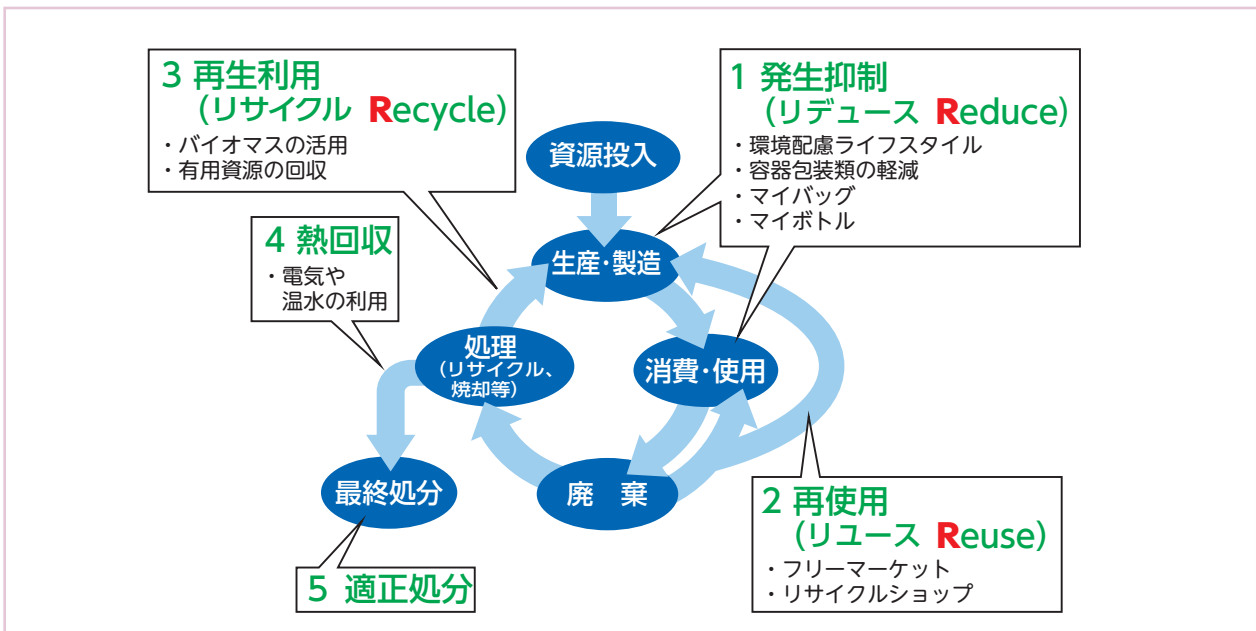 3 再生利用
(リサイクル Recycle)
・バイオマスの活用
・有用資源の回収
1 発生抑制
(リデュース Reduce)
・環境配慮ライフスタイル
・容器包装類の軽減
・マイバッグ
・マイボトル
資源投入
4 熱回収
・電気や
温水の利用
生産・製造
処理
(リサイクル、
焼却等)
消費・使用
最終処分
廃　棄
2 再使用
(リユース Reuse)
・フリーマーケット
・リサイクルショップ
5 適正処分